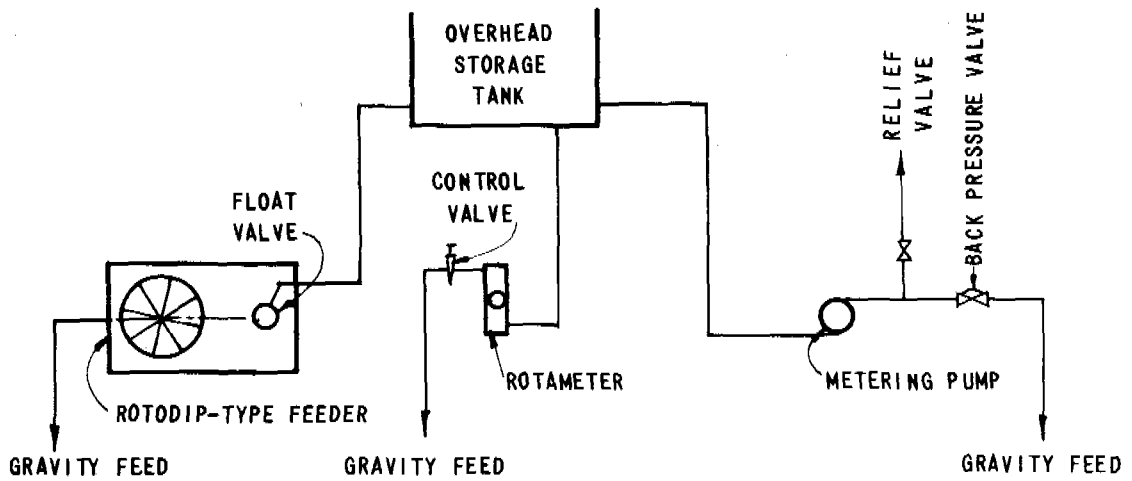 OVERHEAD
STORAGE
TANK
RELIEF
VALVE
BACK PRESSURE VALVE
CONTROL
VALVE
FLOAT
VALVE
ROTAMETER
METERING PUMP
ROTODIP-TYPE FEEDER
GRAVITY FEED
GRAVITY FEED
GRAVITY FEED